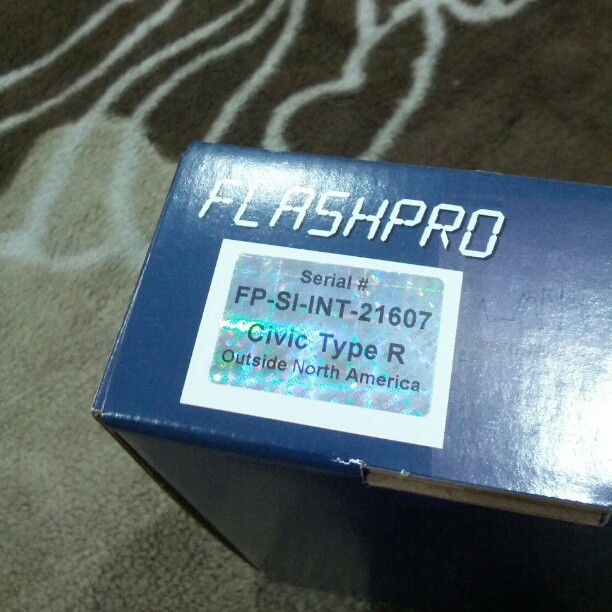 FLASHPRO
Serial #
FP-SI-INT-21607
Civic Type R
Outside North America